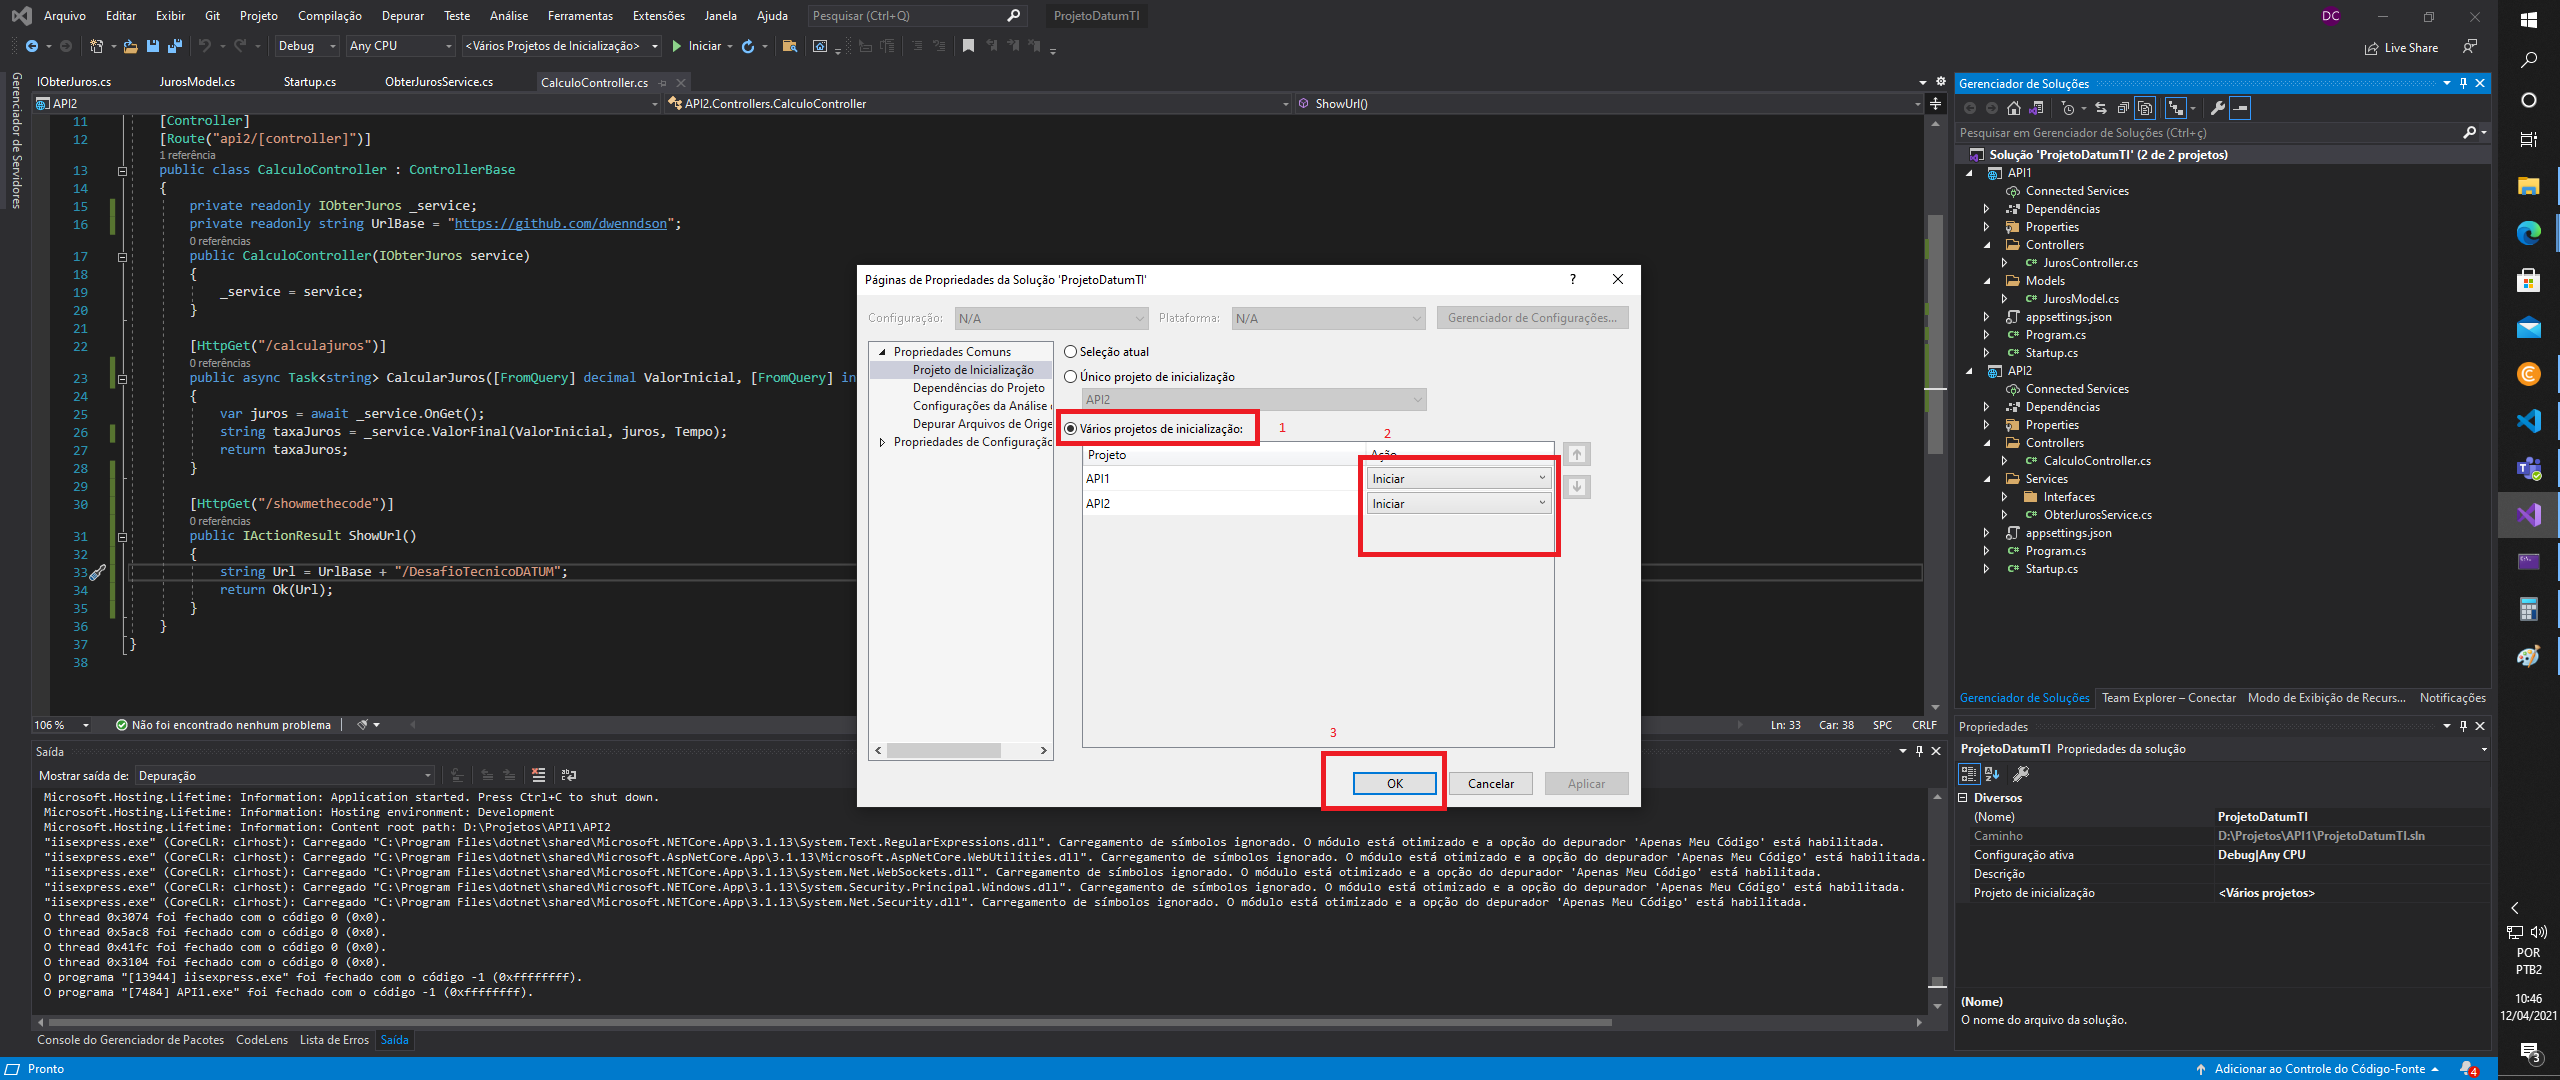 Arquivo Editar Exibir Git Projeto Compilação Depurar Teste Análise Ferramentas Extensões Janela Ajuda Pesquisar (Ctrl+Q) ProjetoDatumTI DC
Debug Any CPU <Vários Projetos de Inicialização> Iniciar Live Share
Gerenciador de Servidores
IObterJuros.cs JurosModel.cs Startup.cs ObterJurosService.cs CalculoController.cs
API2 API2.Controllers.CalculoController ShowUrl()
11 [Controller]
12 [Route("api2/[controller]")]
1 referência
13 public class CalculoController : ControllerBase
14 {
15 private readonly IObterJuros _service;
16 private readonly string UrlBase = "https://github.com/dwenndson";
0 referências
17 public CalculoController(IObterJuros service)
18 {
19 _service = service;
20 }
21
22 [HttpGet("/calculajuros")]
0 referências
23 public async Task<string> CalcularJuros([FromQuery] decimal ValorInicial, [FromQuery] in
24 {
25 var juros = await _service.OnGet();
26 string taxaJuros = _service.ValorFinal(ValorInicial, juros, Tempo);
27 return taxaJuros;
28 }
29
30 [HttpGet("/showmethecode")]
0 referências
31 public IActionResult ShowUrl()
32 {
33 string Url = UrlBase + "/DesafioTecnicoDATUM";
34 return Ok(Url);
35 }
36 }
37 }
38
106 % Não foi encontrado nenhum problema Ln: 33 Car: 38 SPC CRLF
Páginas de Propriedades da Solução 'ProjetoDatumTI' ?
Configuração: N/A Plataforma: N/A Gerenciador de Configurações...
Propriedades Comuns
Projeto de Inicialização
Dependências do Projeto
Configurações da Análise
Depurar Arquivos de Orige
Propriedades de Configuração
Seleção atual
Único projeto de inicialização
API2
Vários projetos de inicialização: 1
2
Projeto Ação
API1 Iniciar
API2 Iniciar
3
OK Cancelar Aplicar
Saída
Mostrar saída de: Depuração
Microsoft.Hosting.Lifetime: Information: Application started. Press Ctrl+C to shut down.
Microsoft.Hosting.Lifetime: Information: Hosting environment: Development
Microsoft.Hosting.Lifetime: Information: Content root path: D:\Projetos\API1\API2
"iisexpress.exe" (CoreCLR: clrhost): Carregado "C:\Program Files\dotnet\shared\Microsoft.NETCore.App\3.1.13\System.Text.RegularExpressions.dll". Carregamento de símbolos ignorado. O módulo está otimizado e a opção do depurador 'Apenas Meu Código' está habilitada.
"iisexpress.exe" (CoreCLR: clrhost): Carregado "C:\Program Files\dotnet\shared\Microsoft.AspNetCore.App\3.1.13\Microsoft.AspNetCore.WebUtilities.dll". Carregamento de símbolos ignorado. O módulo está otimizado e a opção do depurador 'Apenas Meu Código' está habilitada.
"iisexpress.exe" (CoreCLR: clrhost): Carregado "C:\Program Files\dotnet\shared\Microsoft.NETCore.App\3.1.13\System.Net.WebSockets.dll". Carregamento de símbolos ignorado. O módulo está otimizado e a opção do depurador 'Apenas Meu Código' está habilitada.
"iisexpress.exe" (CoreCLR: clrhost): Carregado "C:\Program Files\dotnet\shared\Microsoft.NETCore.App\3.1.13\System.Security.Principal.Windows.dll". Carregamento de símbolos ignorado. O módulo está otimizado e a opção do depurador 'Apenas Meu Código' está habilitada.
"iisexpress.exe" (CoreCLR: clrhost): Carregado "C:\Program Files\dotnet\shared\Microsoft.NETCore.App\3.1.13\System.Net.Security.dll". Carregamento de símbolos ignorado. O módulo está otimizado e a opção do depurador 'Apenas Meu Código' está habilitada.
O thread 0x3074 foi fechado com o código 0 (0x0).
O thread 0x5ac8 foi fechado com o código 0 (0x0).
O thread 0x41fc foi fechado com o código 0 (0x0).
O thread 0x3104 foi fechado com o código 0 (0x0).
O programa "[13944] iisexpress.exe" foi fechado com o código -1 (0xffffffff).
O programa "[7484] API1.exe" foi fechado com o código -1 (0xffffffff).
Console do Gerenciador de Pacotes CodeLens Lista de Erros Saída
Pronto
Gerenciador de Soluções
Pesquisar em Gerenciador de Soluções (Ctrl+ç)
Solução 'ProjetoDatumTI' (2 de 2 projetos)
API1
Connected Services
Dependências
Properties
Controllers
C# JurosController.cs
Models
C# JurosModel.cs
appsettings.json
C# Program.cs
C# Startup.cs
API2
Connected Services
Dependências
Properties
Controllers
C# CalculoController.cs
Services
Interfaces
C# ObterJurosService.cs
appsettings.json
C# Program.cs
C# Startup.cs
Gerenciador de Soluções Team Explorer – Conectar Modo de Exibição de Recurs... Notificações
Propriedades
ProjetoDatumTI Propriedades da solução
Diversos
(Nome) ProjetoDatumTI
Caminho D:\Projetos\API1\ProjetoDatumTI.sln
Configuração ativa Debug|Any CPU
Descrição
Projeto de inicialização <Vários projetos>
(Nome)
O nome do arquivo da solução.
Adicionar ao Controle do Código-Fonte 4
POR
PTB2
10:46
12/04/2021
3